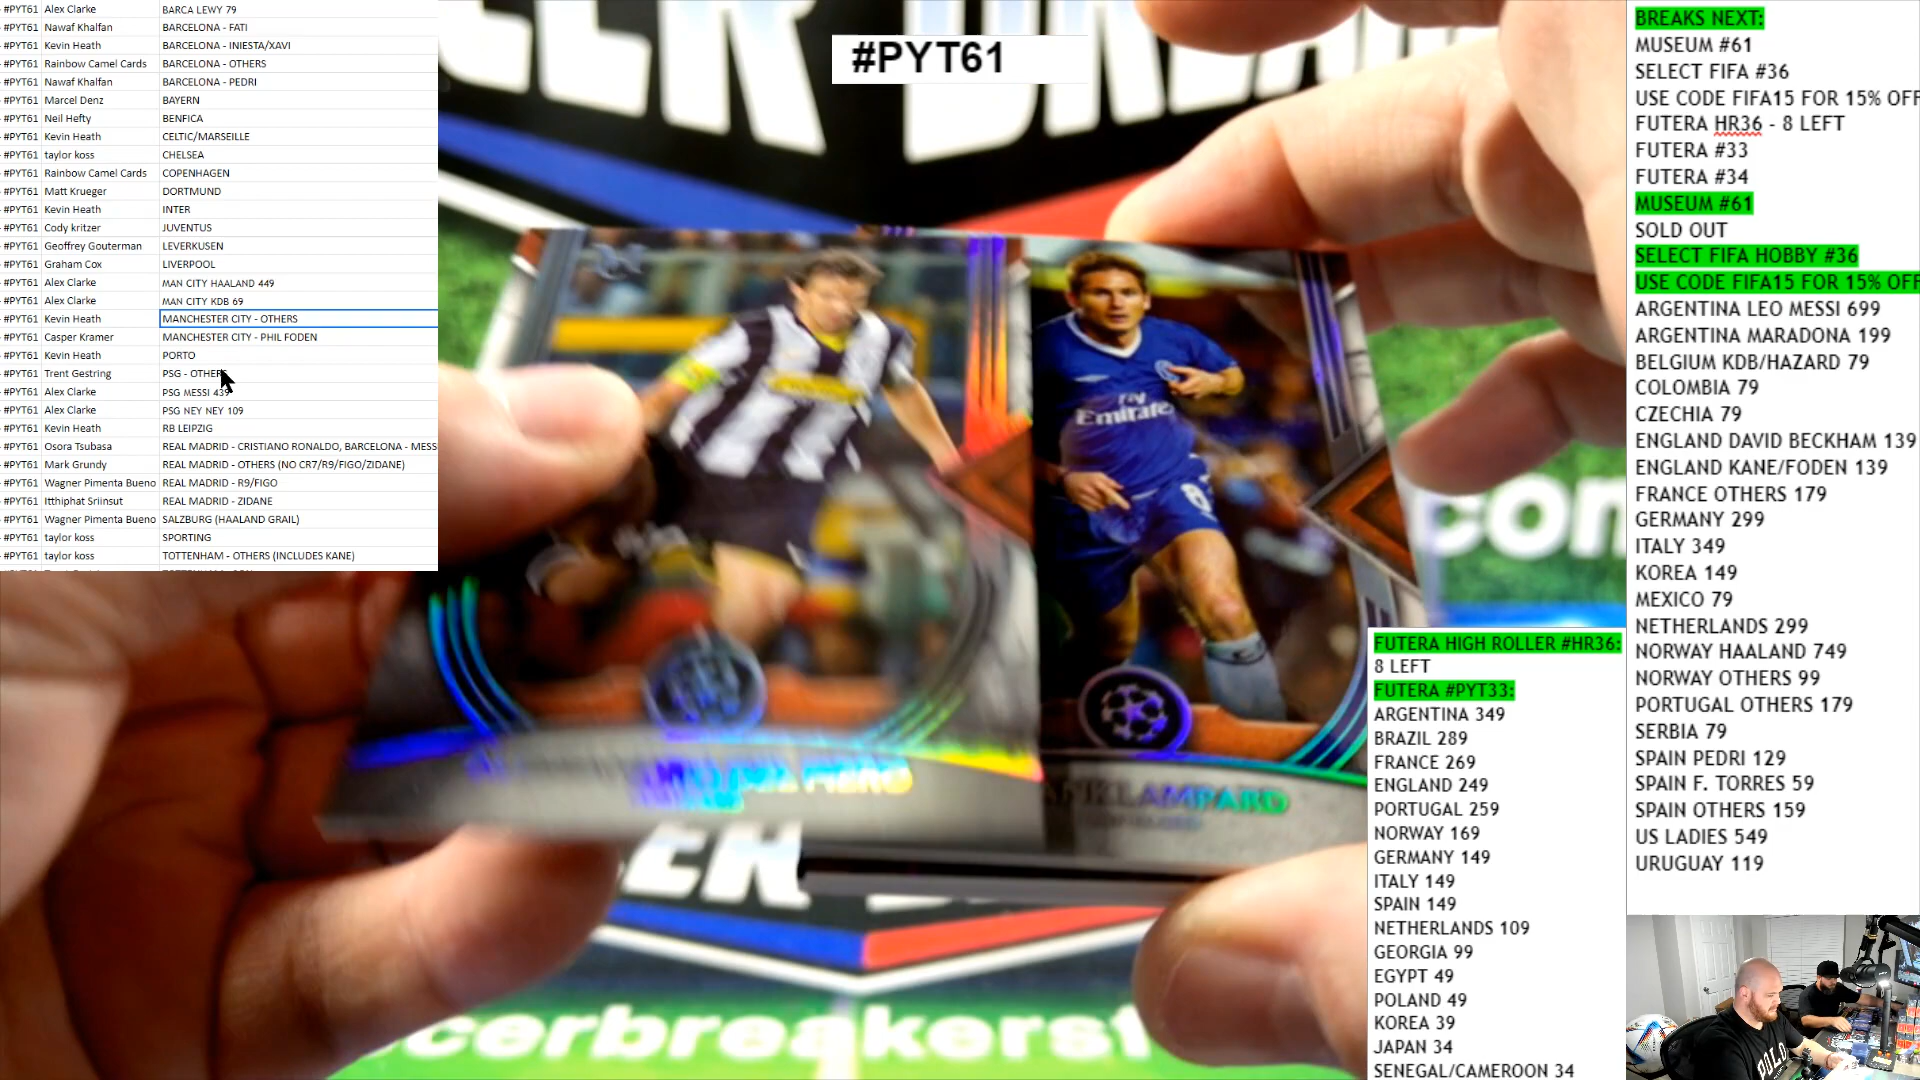 #PYT61 Alex Clarke BARCA LEWY 79
#PYT61 Nawaf Khalfan BARCELONA - FATI
#PYT61 Kevin Heath BARCELONA - INIESTA/XAVI
#PYT61 Rainbow Camel Cards BARCELONA - OTHERS
#PYT61 Nawaf Khalfan BARCELONA - PEDRI
#PYT61 Marcel Denz BAYERN
#PYT61 Neil Hefty BENFICA
#PYT61 Kevin Heath CELTIC/MARSEILLE
#PYT61 taylor koss CHELSEA
#PYT61 Rainbow Camel Cards COPENHAGEN
#PYT61 Matt Krueger DORTMUND
#PYT61 Kevin Heath INTER
#PYT61 Cody kritzer JUVENTUS
#PYT61 Geoffrey Gouterman LEVERKUSEN
#PYT61 Graham Cox LIVERPOOL
#PYT61 Alex Clarke MAN CITY HAALAND 449
#PYT61 Alex Clarke MAN CITY KDB 69
#PYT61 Kevin Heath MANCHESTER CITY - OTHERS
#PYT61 Casper Kramer MANCHESTER CITY - PHIL FODEN
#PYT61 Kevin Heath PORTO
#PYT61 Trent Gestring PSG - OTHERS
#PYT61 Alex Clarke PSG MESSI 439
#PYT61 Alex Clarke PSG NEY NEY 109
#PYT61 Kevin Heath RB LEIPZIG
#PYT61 Osora Tsubasa REAL MADRID - CRISTIANO RONALDO, BARCELONA - MESS
#PYT61 Mark Grundy REAL MADRID - OTHERS (NO CR7/R9/FIGO/ZIDANE)
#PYT61 Wagner Pimenta Bueno REAL MADRID - R9/FIGO
#PYT61 Itthiphat Sriinsut REAL MADRID - ZIDANE
#PYT61 Wagner Pimenta Bueno SALZBURG (HAALAND GRAIL)
#PYT61 taylor koss SPORTING
#PYT61 taylor koss TOTTENHAM - OTHERS (INCLUDES KANE)
#PYT61
Fly
Emirates
8
LAMPARD
con
cerbreakers
FUTERA HIGH ROLLER #HR36:
8 LEFT
FUTERA #PYT33:
ARGENTINA 349
BRAZIL 289
FRANCE 269
ENGLAND 249
PORTUGAL 259
NORWAY 169
GERMANY 149
ITALY 149
SPAIN 149
NETHERLANDS 109
GEORGIA 99
EGYPT 49
POLAND 49
KOREA 39
JAPAN 34
SENEGAL/CAMEROON 34
BREAKS NEXT:
MUSEUM #61
SELECT FIFA #36
USE CODE FIFA15 FOR 15% OFF
FUTERA HR36 - 8 LEFT
FUTERA #33
FUTERA #34
MUSEUM #61
SOLD OUT
SELECT FIFA HOBBY #36
USE CODE FIFA15 FOR 15% OFF
ARGENTINA LEO MESSI 699
ARGENTINA MARADONA 199
BELGIUM KDB/HAZARD 79
COLOMBIA 79
CZECHIA 79
ENGLAND DAVID BECKHAM 139
ENGLAND KANE/FODEN 139
FRANCE OTHERS 179
GERMANY 299
ITALY 349
KOREA 149
MEXICO 79
NETHERLANDS 299
NORWAY HAALAND 749
NORWAY OTHERS 99
PORTUGAL OTHERS 179
SERBIA 79
SPAIN PEDRI 129
SPAIN F. TORRES 59
SPAIN OTHERS 159
US LADIES 549
URUGUAY 119
POLO